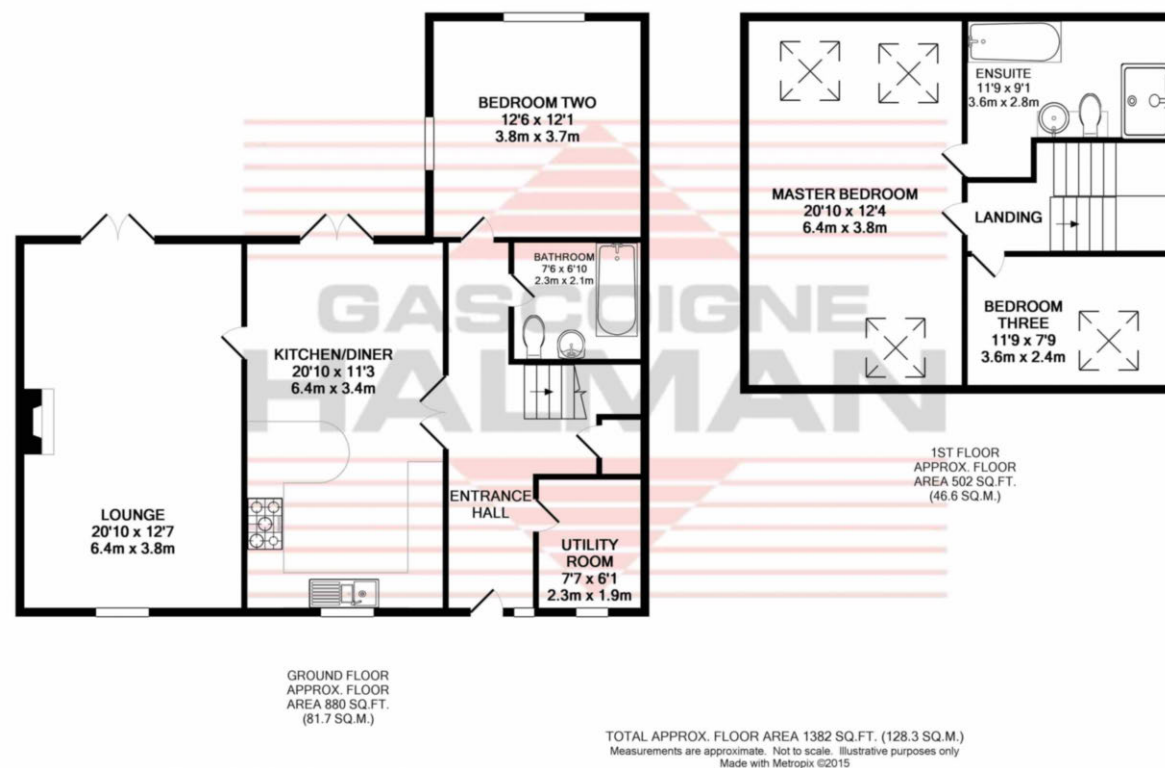 BEDROOM TWO
12'6 x 12'1
3.8m x 3.7m
BATHROOM
7'6 x 6'10
2.3m x 2.1m
KITCHEN/DINER
20'10 x 11'3
6.4m x 3.4m
LOUNGE
20'10 x 12'7
6.4m x 3.8m
ENTRANCE
HALL
UTILITY
ROOM
7'7 x 6'1
2.3m x 1.9m
GROUND FLOOR
APPROX. FLOOR
AREA 880 SQ.FT.
(81.7 SQ.M.)
ENSUITE
11'9 x 9'1
3.6m x 2.8m
MASTER BEDROOM
20'10 x 12'4
6.4m x 3.8m
LANDING
BEDROOM
THREE
11'9 x 7'9
3.6m x 2.4m
1ST FLOOR
APPROX. FLOOR
AREA 502 SQ.FT.
(46.6 SQ.M.)
GASCOIGNE
HALMAN
TOTAL APPROX. FLOOR AREA 1382 SQ.FT. (128.3 SQ.M.)
Measurements are approximate. Not to scale. Illustrative purposes only
Made with Metropix ©2015